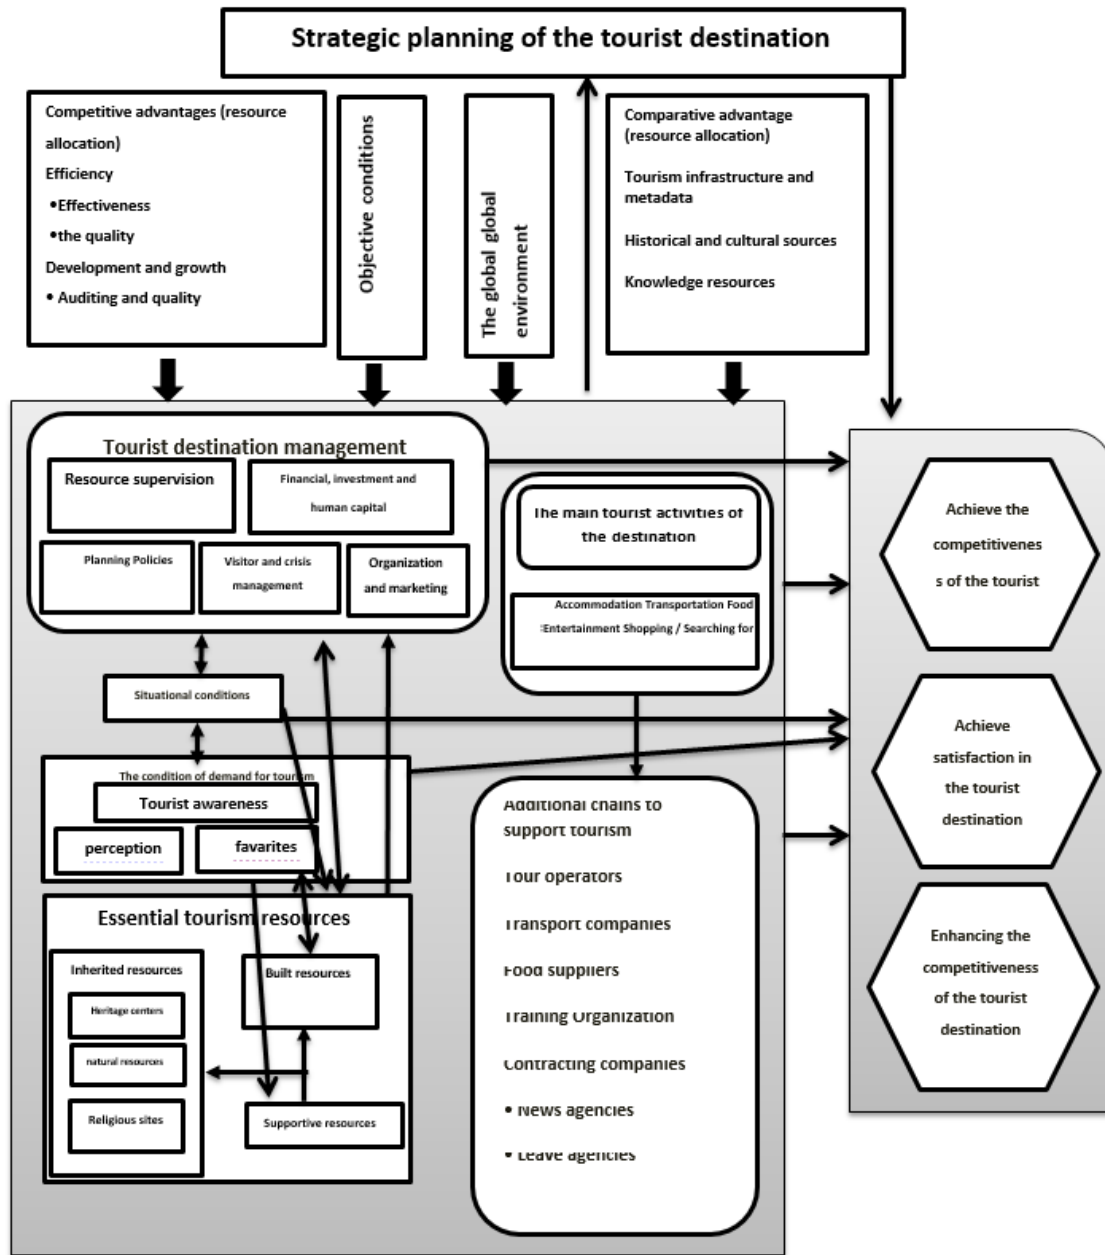 Strategic planning of the tourist destination
Competitive advantages (resource
allocation)
Efficiency
•Effectiveness
•the quality
Development and growth
• Auditing and quality
Objective conditions
The global global
environment
Comparative advantage
(resource allocation)
Tourism infrastructure and
metadata
Historical and cultural sources
Knowledge resources
Tourist destination management
Resource supervision
Financial, investment and
human capital
Planning Policies
Visitor and crisis
management
Organization
and marketing
The main tourist activities of
the destination
Accommodation Transportation Food
:Entertainment Shopping / Searching for
Situational conditions
The condition of demand for tourism
Tourist awareness
perception
favarites
Essential tourism resources
Inherited resources
Heritage centers
natural resources
Religious sites
Built resources
Supportive resources
Additional chains to
support tourism
Tour operators
Transport companies
Food suppliers
Training Organization
Contracting companies
• News agencies
• Leave agencies
Achieve the
competitivenes
s of the tourist
Achieve
satisfaction in
the tourist
destination
Enhancing the
competitiveness
of the tourist
destination